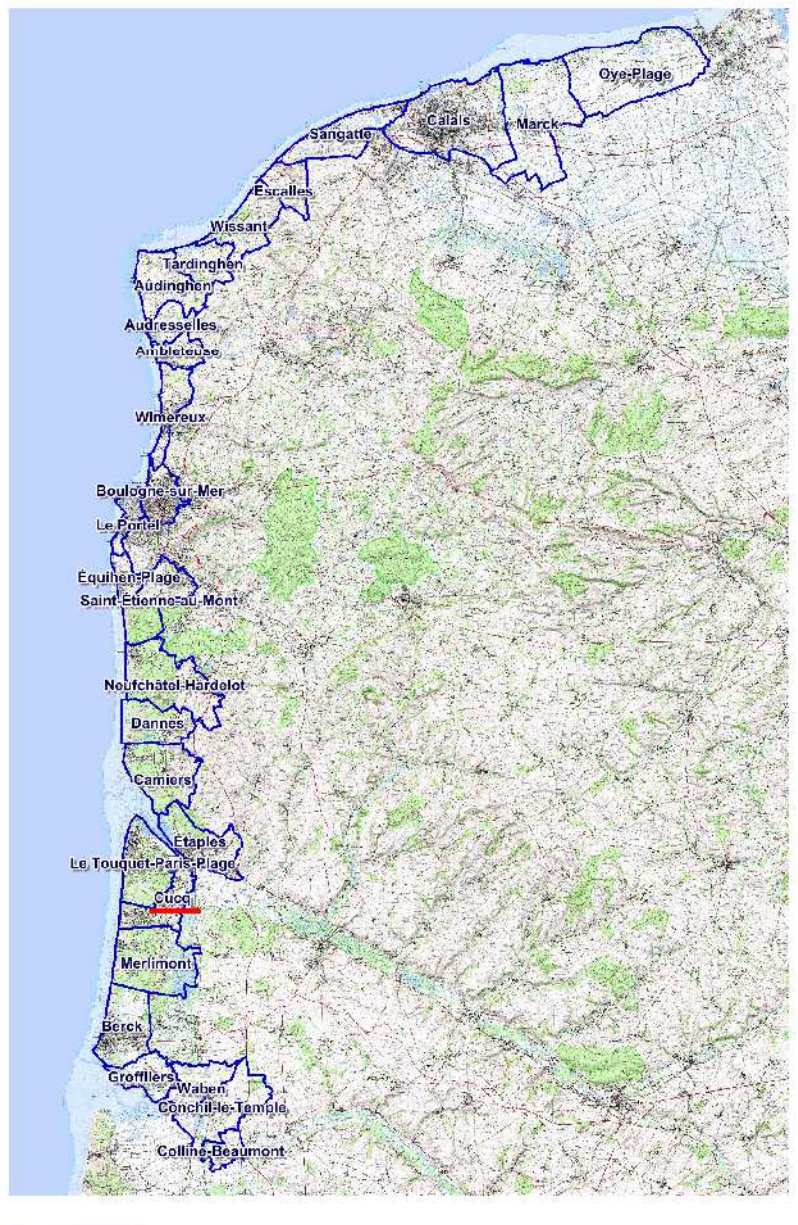 Oye-Plage
Calais
Marck
Sangatte
Escalles
Wissant
Tardinghen
Audinghen
Audresselles
Ambleteuse
Wimereux
Boulogne-sur-Mer
Le Portel
Équihen-Plage
Saint-Étienne-au-Mont
Neufchâtel-Hardelot
Dannes
Camiers
Étaples
Le Touquet-Paris-Plage
Cucq
Merlimont
Berck
Groffliers
Waben
Conchil-le-Temple
Colline-Beaumont